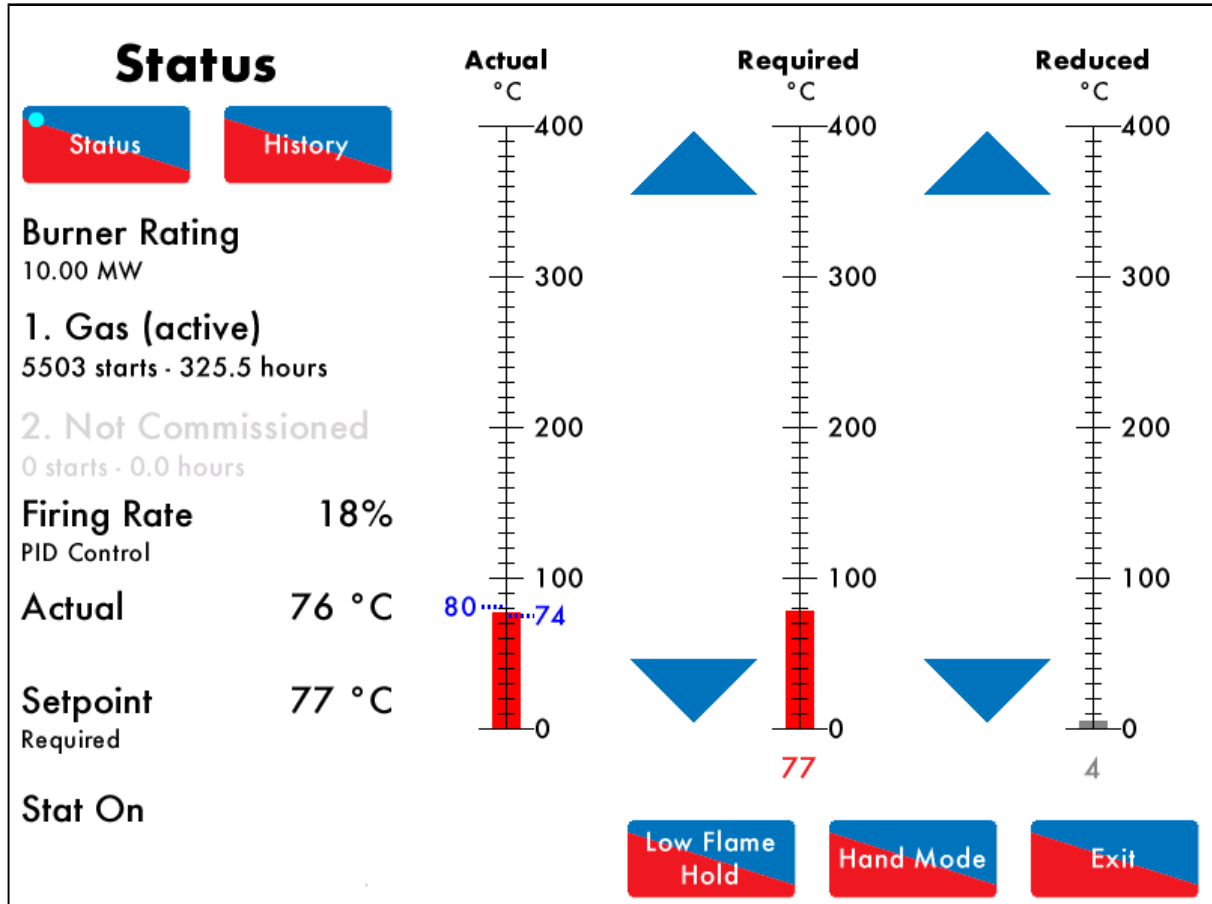 Status
Status
History
Burner Rating
10.00 MW
1. Gas (active)
5503 starts - 325.5 hours
2. Not Commissioned
0 starts - 0.0 hours
Firing Rate 18%
PID Control
Actual 76 °C
Setpoint 77 °C
Required
Stat On
Actual
°C
400
300
200
100
80
74
0
Required
°C
400
300
200
100
0
77
Reduced
°C
400
300
200
100
0
4
Low Flame
Hold
Hand Mode
Exit